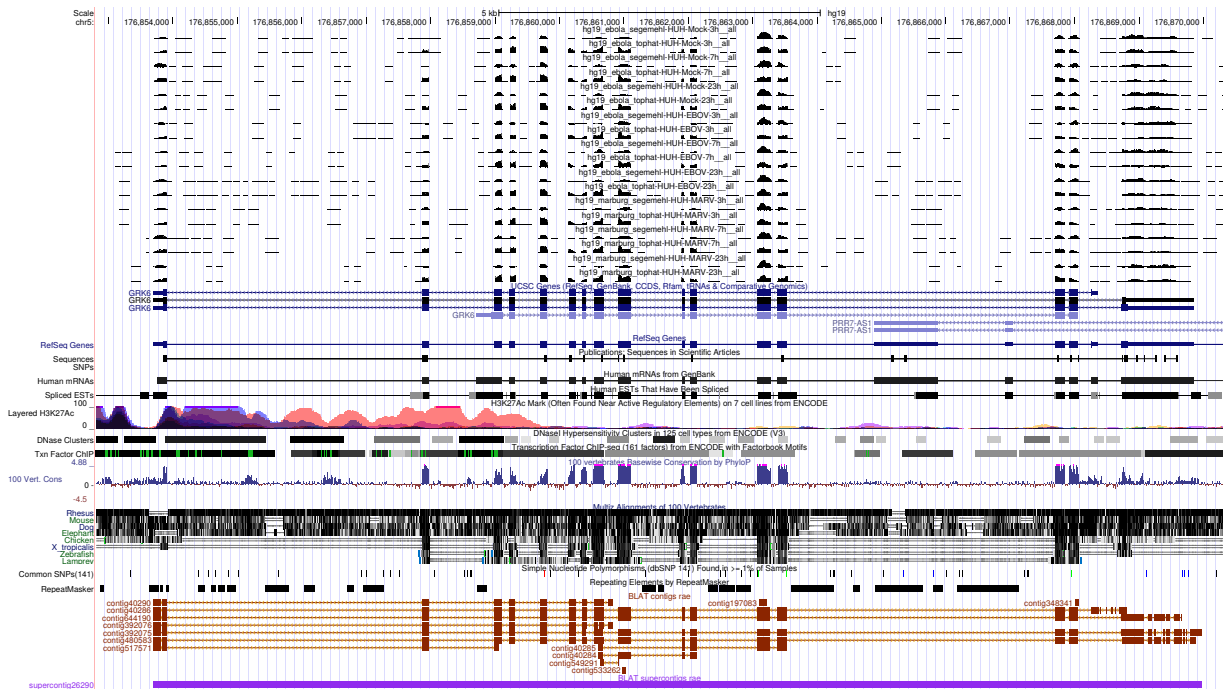 Scale 5 kb hg19
chr5: 176,854,000 176,855,000 176,856,000 176,857,000 176,858,000 176,859,000 176,860,000 176,861,000 176,862,000 176,863,000 176,864,000 176,865,000 176,866,000 176,867,000 176,868,000 176,869,000 176,870,000
hg19_ebola_segemehl-HUH-Mock-3h__all
hg19_ebola_tophat-HUH-Mock-3h__all
hg19_ebola_segemehl-HUH-Mock-7h__all
hg19_ebola_tophat-HUH-Mock-7h__all
hg19_ebola_segemehl-HUH-Mock-23h__all
hg19_ebola_tophat-HUH-Mock-23h__all
hg19_ebola_segemehl-HUH-EBOV-3h__all
hg19_ebola_tophat-HUH-EBOV-3h__all
hg19_ebola_segemehl-HUH-EBOV-7h__all
hg19_ebola_tophat-HUH-EBOV-7h__all
hg19_ebola_segemehl-HUH-EBOV-23h__all
hg19_ebola_tophat-HUH-EBOV-23h__all
hg19_marburg_segemehl-HUH-MARV-3h__all
hg19_marburg_tophat-HUH-MARV-3h__all
hg19_marburg_segemehl-HUH-MARV-7h__all
hg19_marburg_tophat-HUH-MARV-7h__all
hg19_marburg_segemehl-HUH-MARV-23h__all
hg19_marburg_tophat-HUH-MARV-23h__all
UCSC Genes (RefSeq, GenBank, CCDS, Rfam, tRNAs & Comparative Genomics)
GRK6
GRK6
GRK6
GRK6
PRR7-AS1
PRR7-AS1
RefSeq Genes
RefSeq Genes
Publications: Sequences in Scientific Articles
Sequences
SNPs
Human mRNAs from GenBank
Human mRNAs
Human ESTs That Have Been Spliced
Spliced ESTs
H3K27Ac Mark (Often Found Near Active Regulatory Elements) on 7 cell lines from ENCODE
100
Layered H3K27Ac
0
DNaseI Hypersensitivity Clusters in 125 cell types from ENCODE (V3)
DNase Clusters
Transcription Factor ChIP-seq (161 factors) from ENCODE with Factorbook Motifs
Txn Factor ChIP
100 vertebrates Basewise Conservation by PhyloP
4.88
100 Vert. Cons
0
-4.5
Multiz Alignments of 100 Vertebrates
Rhesus
Mouse
Dog
Elephant
Chicken
X_tropicalis
Zebrafish
Lamprey
Simple Nucleotide Polymorphisms (dbSNP 141) Found in >= 1% of Samples
Common SNPs(141)
Repeating Elements by RepeatMasker
RepeatMasker
BLAT contigs rae
contig40290 contig197083 contig348341
contig40286
contig644190
contig392076
contig392075
contig480583
contig517571 contig40285
contig40284
contig549291
contig533262
BLAT supercontigs rae
supercontig26290